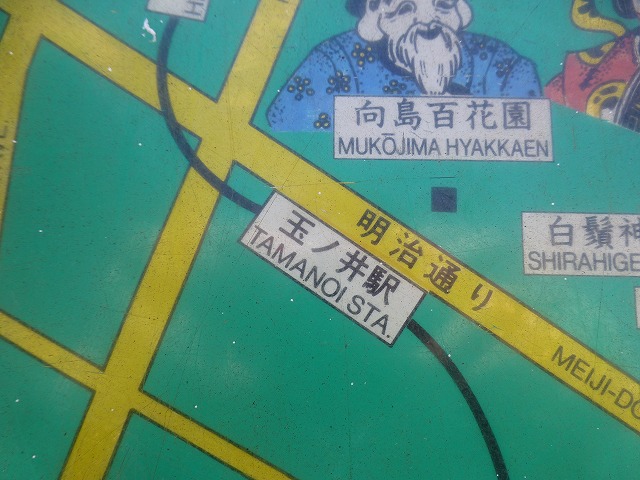 向島百花園
MUKŌJIMA HYAKKAEN
玉ノ井駅
TAMANOI STA.
明治通り
MEIJI-DO
白鬚神
SHIRAHIGE